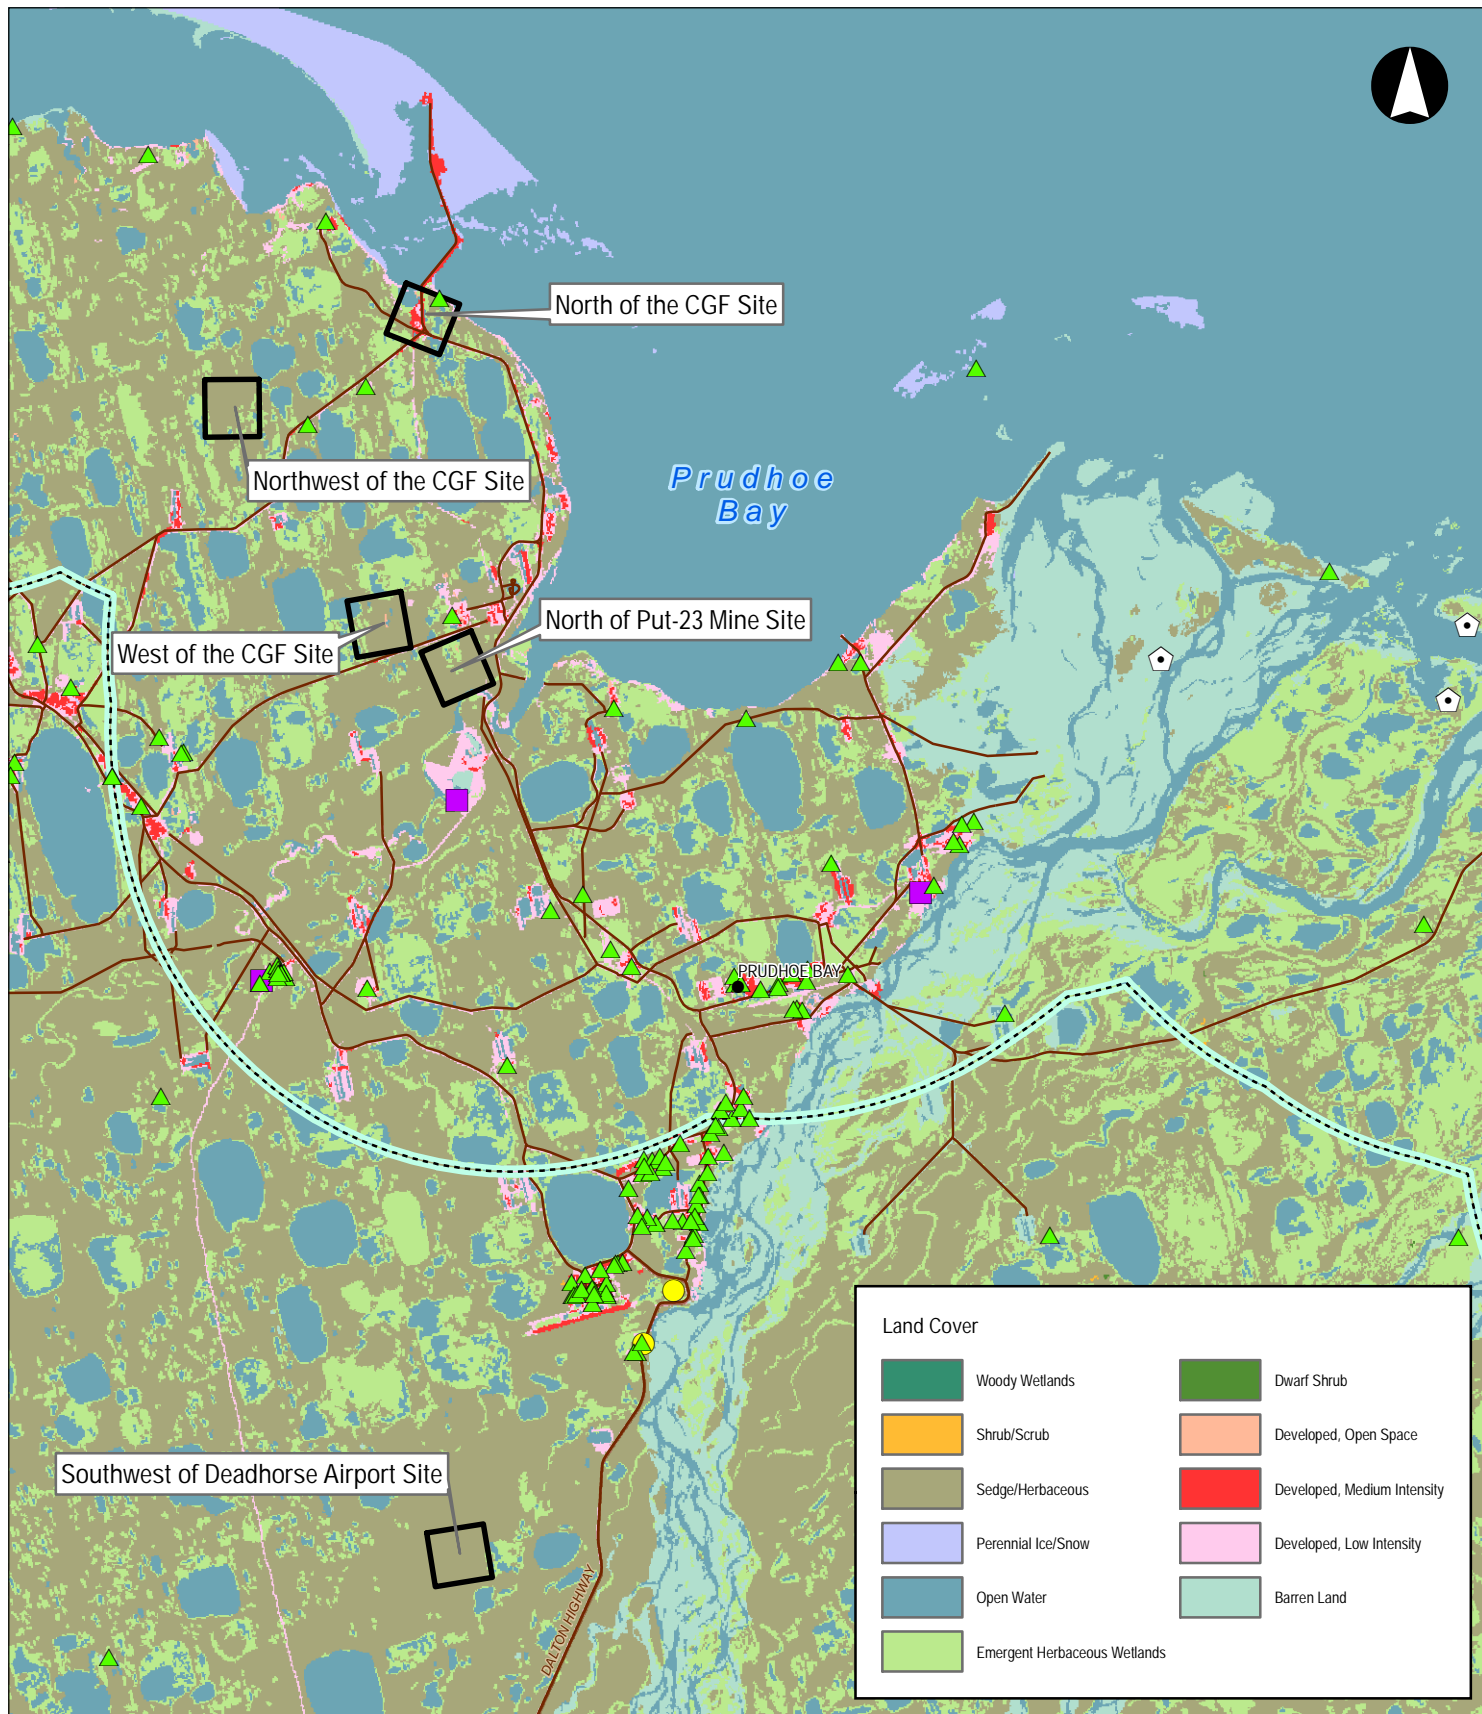 North of the CGF Site
Northwest of the CGF Site
Prudhoe
Bay
North of Put-23 Mine Site
West of the CGF Site
PRUDHOE BAY
Southwest of Deadhorse Airport Site
DALTON HIGHWAY
Land Cover
Woody Wetlands
Shrub/Scrub
Sedge/Herbaceous
Perennial Ice/Snow
Open Water
Emergent Herbaceous Wetlands
Dwarf Shrub
Developed, Open Space
Developed, Medium Intensity
Developed, Low Intensity
Barren Land